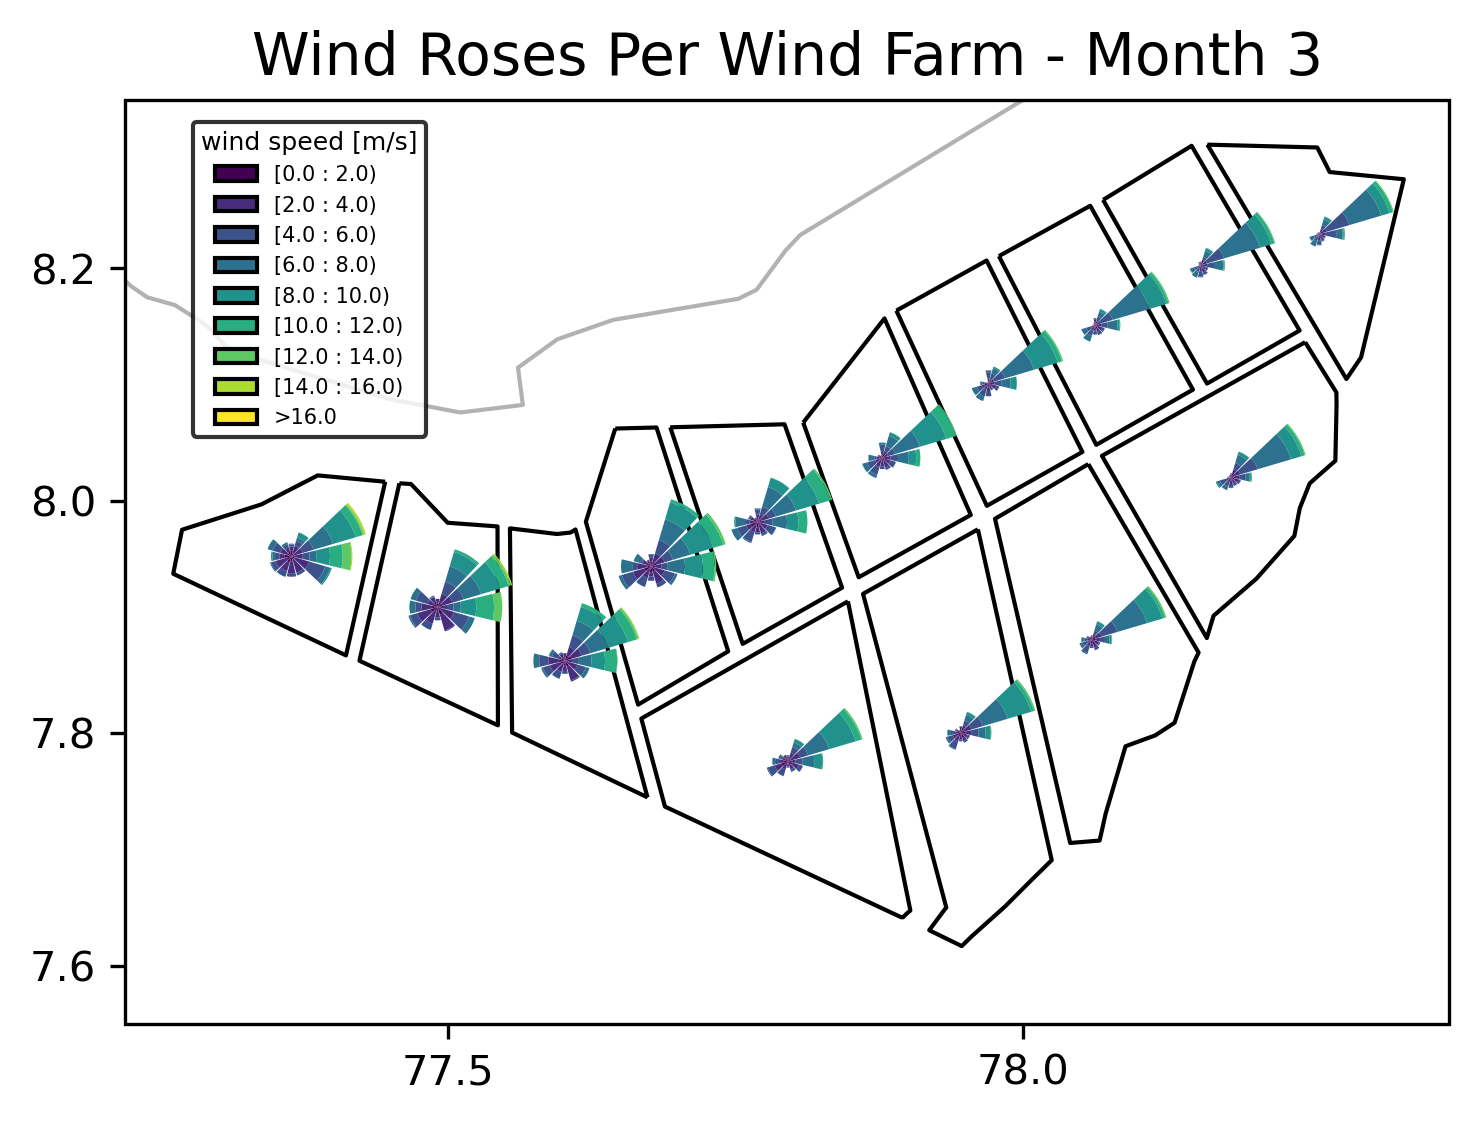 Wind Roses Per Wind Farm - Month 3
wind speed [m/s]
[0.0 : 2.0)
[2.0 : 4.0)
[4.0 : 6.0)
[6.0 : 8.0)
[8.0 : 10.0)
[10.0 : 12.0)
[12.0 : 14.0)
[14.0 : 16.0)
>16.0
8.2
8.0
7.8
7.6
77.5
78.0